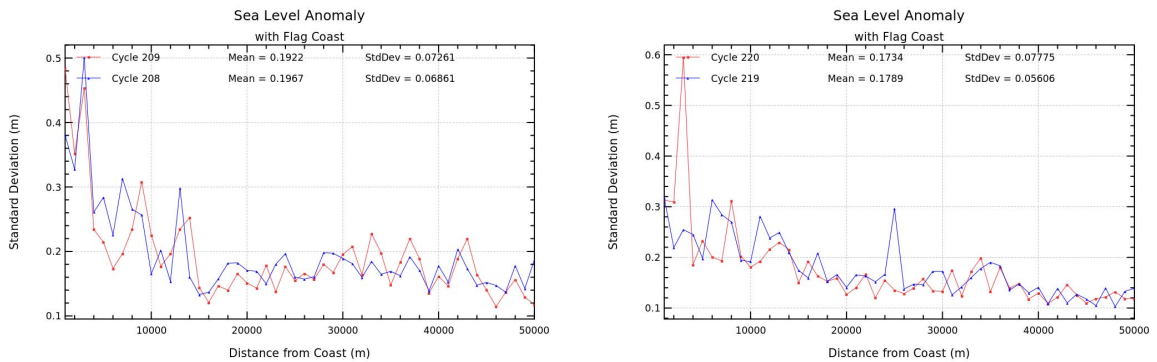 Sea Level Anomaly
with Flag Coast
Cycle 209 Mean = 0.1922 StdDev = 0.07261
Cycle 208 Mean = 0.1967 StdDev = 0.06861
Standard Deviation (m)
0.5
0.4
0.3
0.2
0.1
10000 20000 30000 40000 50000
Distance from Coast (m)
Sea Level Anomaly
with Flag Coast
Cycle 220 Mean = 0.1734 StdDev = 0.07775
Cycle 219 Mean = 0.1789 StdDev = 0.05606
Standard Deviation (m)
0.6
0.5
0.4
0.3
0.2
0.1
10000 20000 30000 40000 50000
Distance from Coast (m)